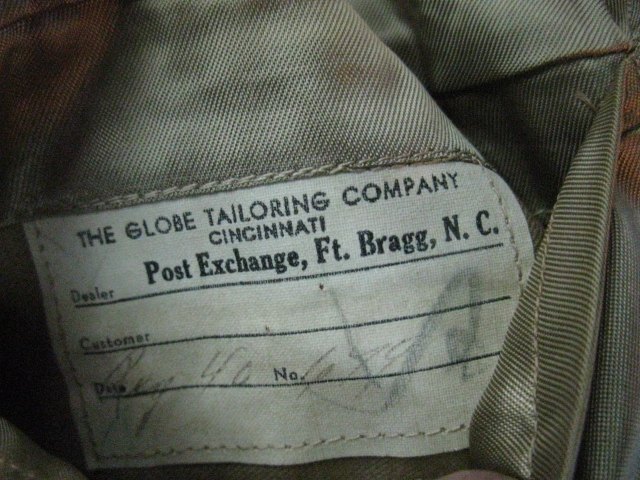 THE GLOBE TAILORING COMPANY
CINCINNATI
Post Exchange, Ft. Bragg, N. C.
Dealer
Customer
Date No.